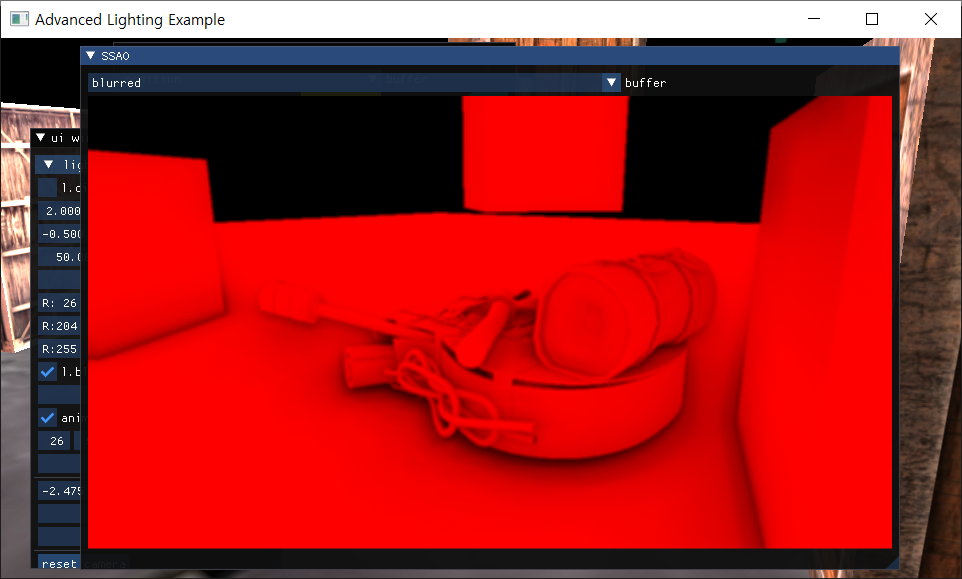 Advanced Lighting Example
SSAO
blurred buffer
ui w
lig
l.c
2.000
-0.500
50.0
R: 26
R:204
R:255
l.b
ani
26
-2.475
reset camera